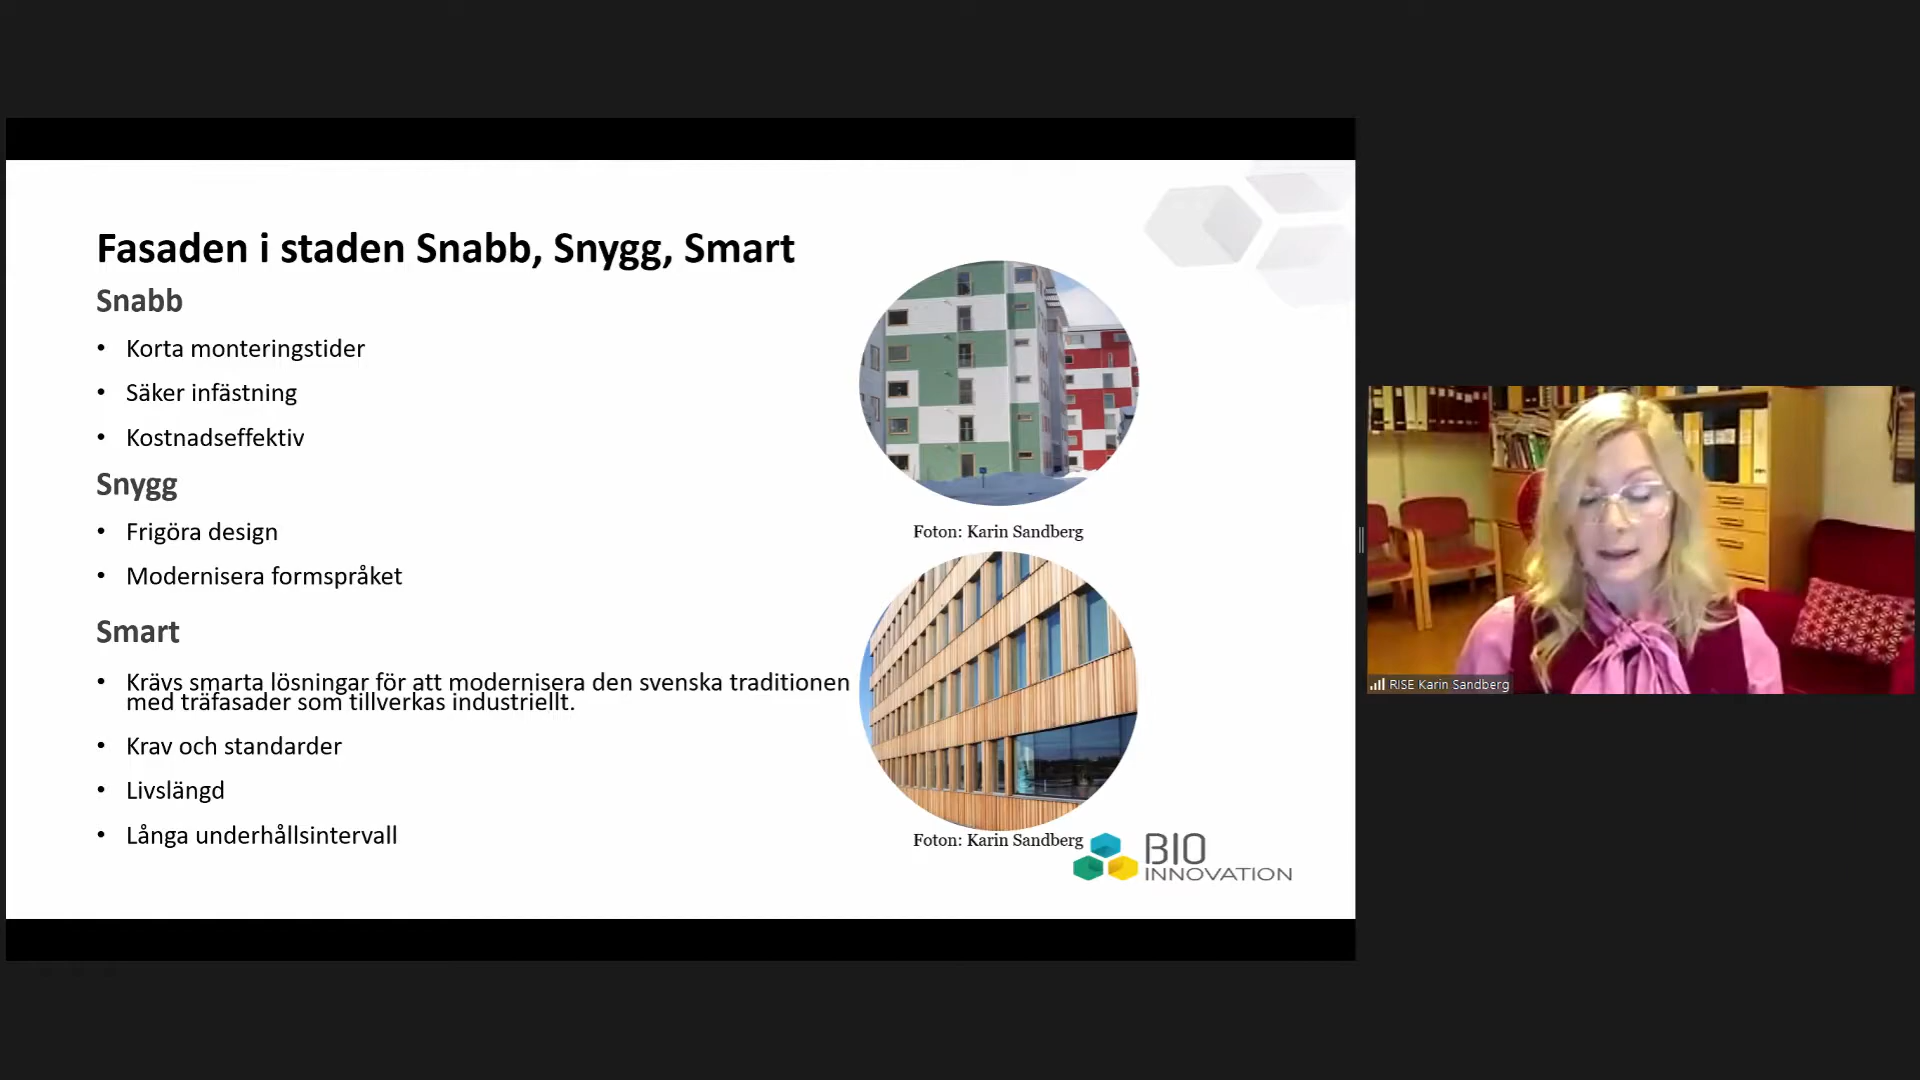 Fasaden i staden Snabb, Snygg, Smart
Snabb
• Korta monteringstider
• Säker infästning
• Kostnadseffektiv
Snygg
• Frigöra design
• Modernisera formspråket
Smart
• Krävs smarta lösningar för att modernisera den svenska traditionen
med träfasader som tillverkas industriellt.
• Krav och standarder
• Livslängd
• Långa underhållsintervall
Foton: Karin Sandberg
Foton: Karin Sandberg
BIO
INNOVATION
RISE Karin Sandberg